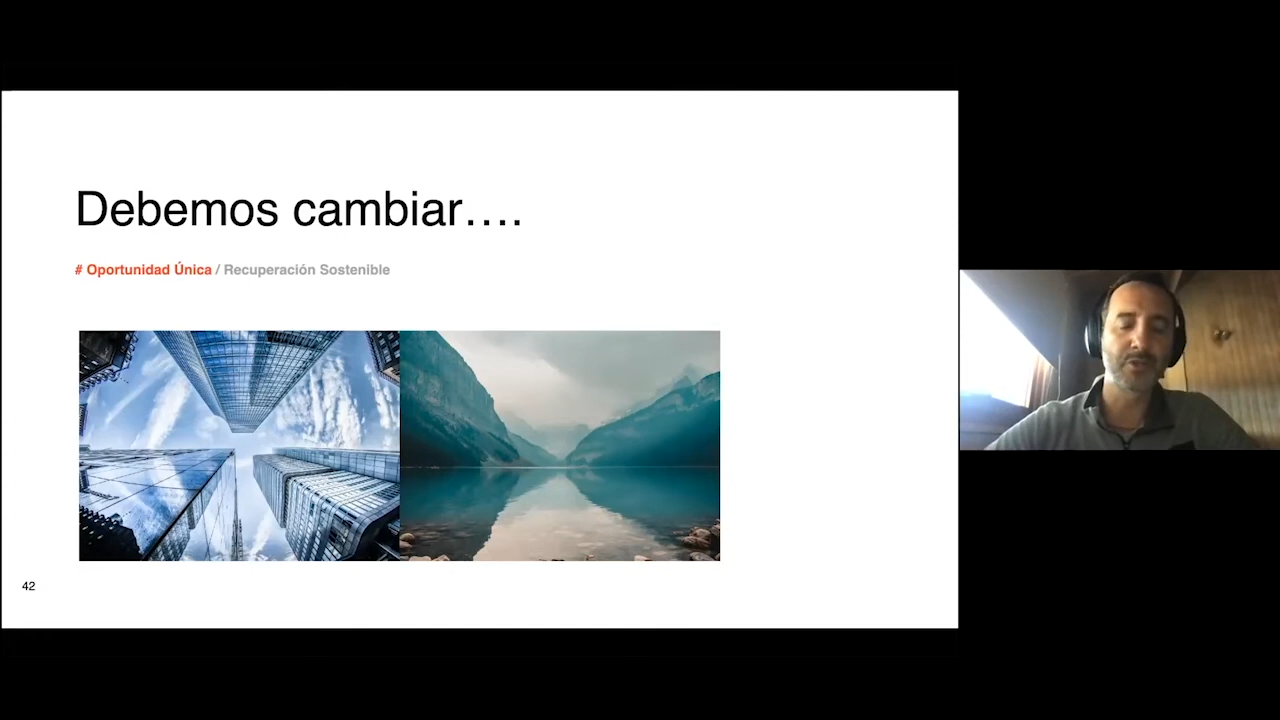 Debemos cambiar….
# Oportunidad Única / Recuperación Sostenible
42